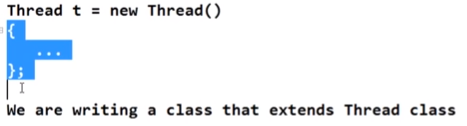 Thread t = new Thread()
{
...
};
We are writing a class that extends Thread class